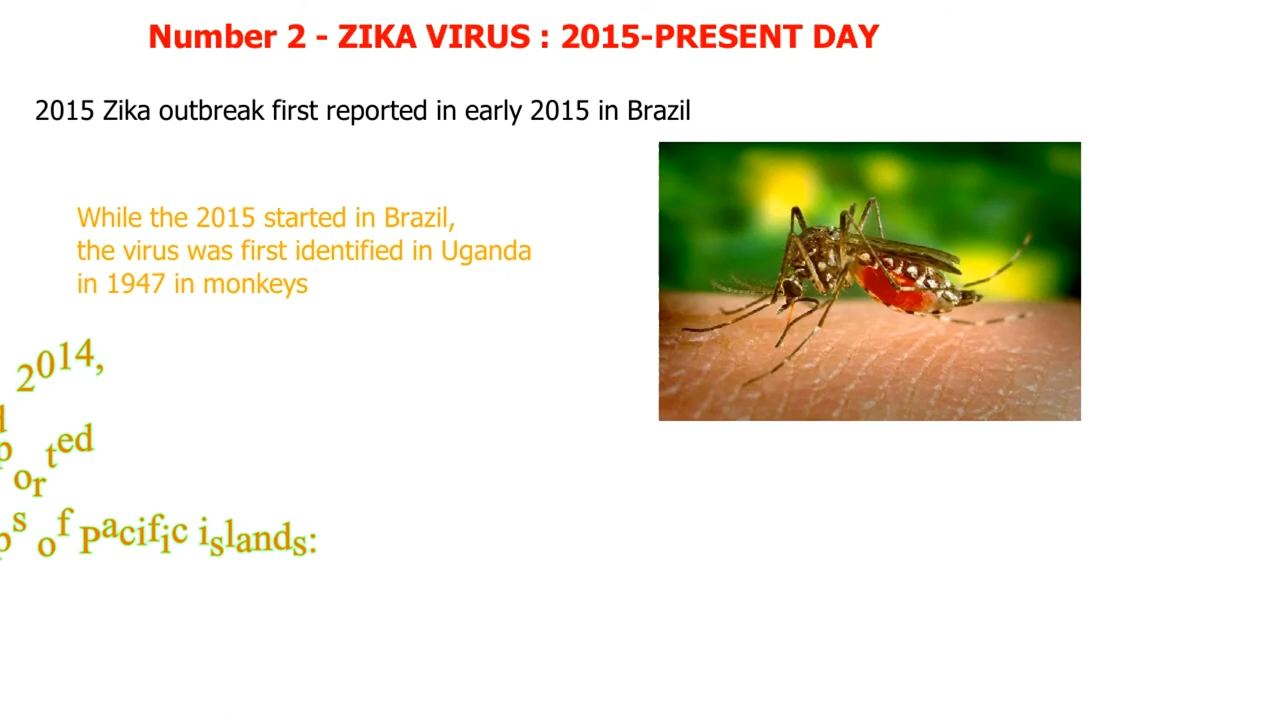 Number 2 - ZIKA VIRUS : 2015-PRESENT DAY
2015 Zika outbreak first reported in early 2015 in Brazil
While the 2015 started in Brazil,
the virus was first identified in Uganda
in 1947 in monkeys
2014,
of Pacific islands: